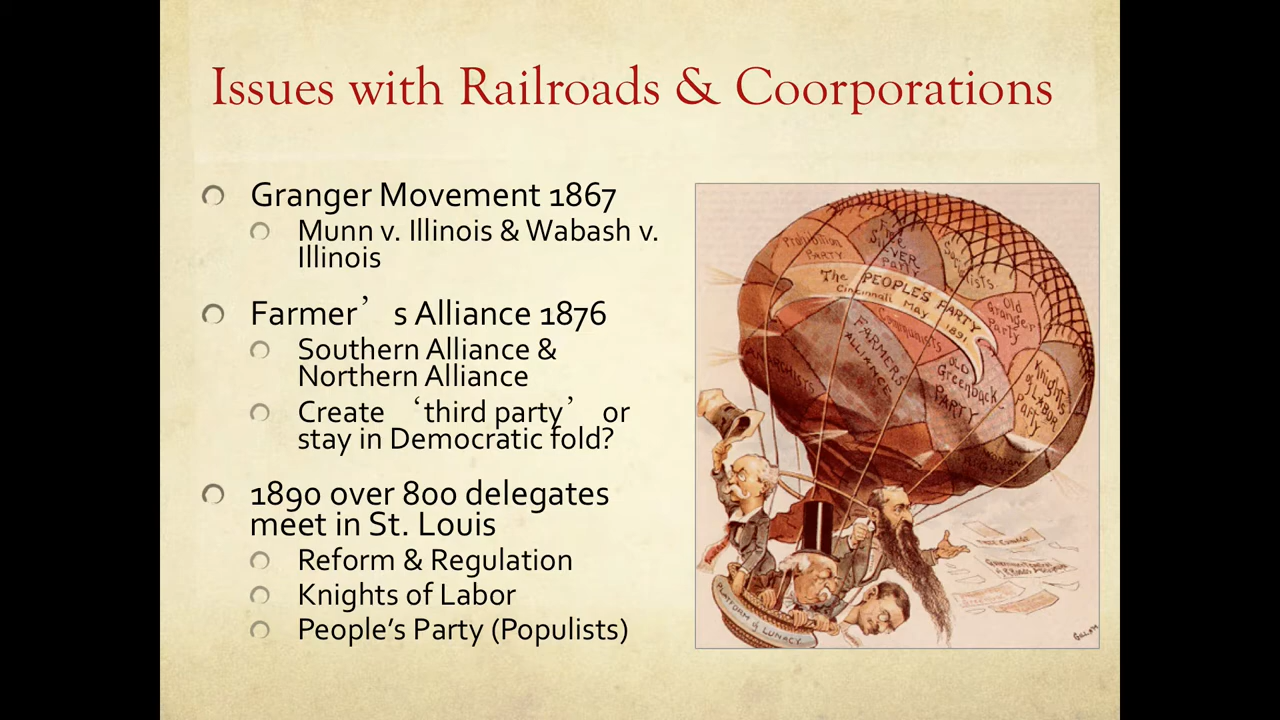 Issues with Railroads & Coorporations
Granger Movement 1867
Munn v. Illinois & Wabash v.
Illinois
Farmer’s Alliance 1876
Southern Alliance &
Northern Alliance
Create ‘third party’ or
stay in Democratic fold?
1890 over 800 delegates
meet in St. Louis
Reform & Regulation
Knights of Labor
People’s Party (Populists)
Prohibition
PARTY
The
SILVER
PARTY
Socialists
The PEOPLE'S PARTY
Cincinnati May 1891
Old
Granger
Party
Communists
FARMERS
ALLIANCE
OLD
Greenback
PARTY
Knights
of LABOR
PARTY
ANARCHISTS
PLATFORM of LUNACY